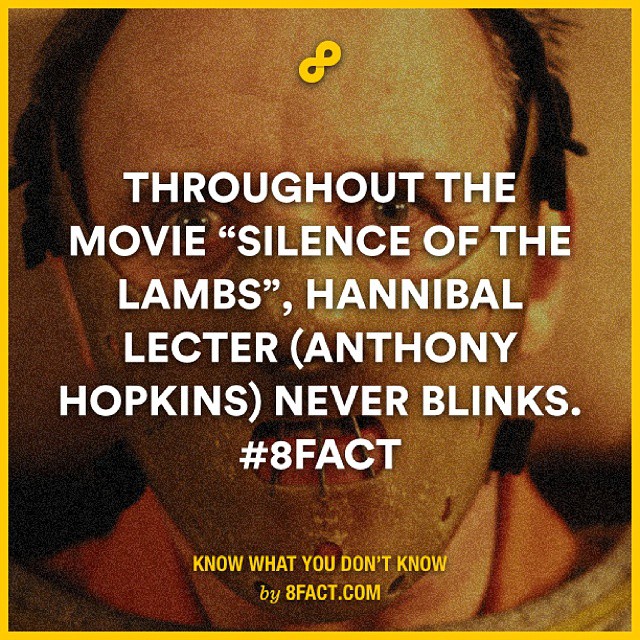 THROUGHOUT THE
MOVIE “SILENCE OF THE
LAMBS”, HANNIBAL
LECTER (ANTHONY
HOPKINS) NEVER BLINKS.
#8FACT
KNOW WHAT YOU DON’T KNOW
by 8FACT.COM